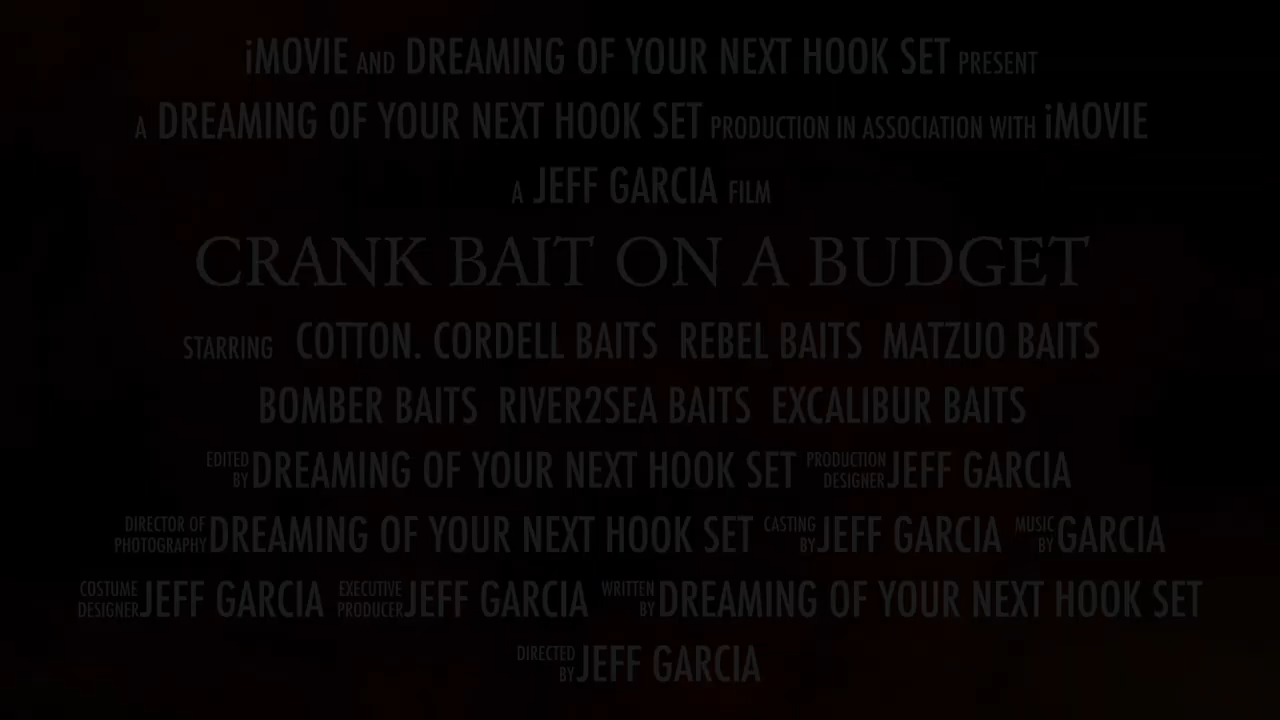 iMOVIE AND DREAMING OF YOUR NEXT HOOK SET PRESENT
A DREAMING OF YOUR NEXT HOOK SET PRODUCTION IN ASSOCIATION WITH iMOVIE
A JEFF GARCIA FILM
CRANK BAIT ON A BUDGET
STARRING COTTON. CORDELL BAITS REBEL BAITS MATZUO BAITS
BOMBER BAITS RIVER2SEA BAITS EXCALIBUR BAITS
EDITED BY DREAMING OF YOUR NEXT HOOK SET PRODUCTION DESIGNER JEFF GARCIA
DIRECTOR OF PHOTOGRAPHY DREAMING OF YOUR NEXT HOOK SET CASTING BY JEFF GARCIA MUSIC BY GARCIA
COSTUME DESIGNER JEFF GARCIA EXECUTIVE PRODUCER JEFF GARCIA WRITTEN BY DREAMING OF YOUR NEXT HOOK SET
DIRECTED BY JEFF GARCIA